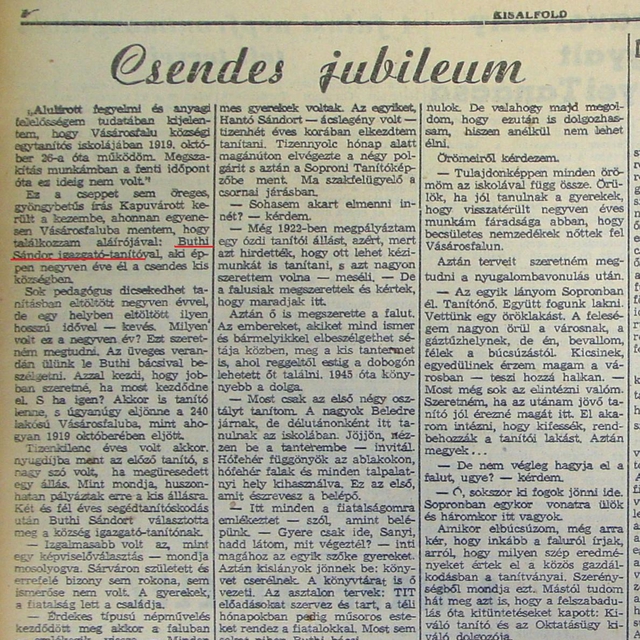 KISALFÖLD
Csendes jubileum
„Alulírott fegyelmi és anyagi
felelősségem tudatában kijelen-
tem, hogy Vásárosfalu községi
egytanítós iskolájában 1919. októ-
ber 26-a óta működöm. Megsza-
kítás munkámban a fenti időpont
óta ez ideig nem volt."
Ez a cseppet sem öreges,
gyöngybetűs írás Kapuvárott ke-
rült a kezembe, ahonnan egyene-
sen Vásárosfaluba mentem, hogy
találkozzam aláírójával: Buthi
Sándor igazgató-tanítóval, aki ép-
pen negyven éve él a csendes kis
községben.
Sok pedagógus dicsekedhet ta-
nításban eltöltött negyven évvel,
de egy helyben eltöltött ilyen
hosszú idővel — kevés. Milyen
volt ez a negyven év? Ezt szeret-
ném megtudni. Az üveges veran-
dán ülünk le Buthi bácsival be-
szélgetni. Azzal kezdi, hogy job-
ban szeretné, ha most kezdődne
el. S ha igen? Akkor is tanító
lenne, s úgyanúgy eljönne a 240
lakósú Vásárosfaluba, mint aho-
gyan 1919 októberében eljött.
Tizenkilenc éves volt akkor,
nyugdíjba ment az előző tanító, s
nagy szó volt, ha megüresedett
egy állás. Mint mondja, huszon-
hatan pályáztak erre a kis állásra.
Két és fél éves segédtanítóskodás
után Buthi Sándort választotta
meg a község igazgató-tanítónak.
— Izgalmasabb volt az, mint
egy képviselőválasztás — mondja
mosolyogva. Sárváron született és
errefelé bizony sem rokona, sem
ismerőse nem volt. A gyerekek,
a fiatalság lett a családja.
— Érdekes típusú népművelés
kezdődött meg akkor a faluban
mes gyerekek voltak. Az egyiket,
Hantó Sándort — ácslegény volt —
tizenhét éves korában elkezdtem
tanítani. Tizennyolc hónap alatt
magánúton elvégezte a négy pol-
gárit s aztán a Soproni Tanítókép-
zőbe ment. Ma szakfelügyelő a
sornai járásban.
— Sohasem akart elmenni in-
nét? — kérdem.
— Még 1922-ben megpályáztam
egy ózdi tanítói állást, azért, mert
azt hirdették, hogy ott lehet kézi-
munkát is tanítani, s azt nagyon
szerettem volna — meséli. — De
a falusiak megszerettek és kértek,
hogy maradjak itt.
Aztán ő is megszerette a falut.
Az embereket, akiket mind ismer
és bármelyikkel elbeszélgethet sé-
tája közben, meg a kis tantermet
is, ahol reggeltől estig a dobogón
lehetett őt találni. 1945 óta köny-
nyebb a dolga.
— Most csak az első négy osz-
tályt tanítom. A nagyok Beledre
járnak, de délutánonként itt ta-
nulnak az iskolában. Jöjjön, néz-
zen be a tanterembe — invitál.
Hófehér függönyök az ablakokon,
hófehér falak és minden talpalat-
nyi hely kihasználva. Ez az első,
amit észrevesz a belépő.
— Itt minden a fiatalságomra
emlékeztet — szól, amint belé-
pünk. — Gyere csak ide, Sanyi,
hadd látom, mit végeztél? — inti
magához az egyik szőke gyereket.
Aztán kislányok jönnek be: köny-
vet cserélnek. A könyvtárat is ő
vezeti. Az asztalon tervek: TIT
előadásokat szervez és tart, a téli
hónapokban pedig műsoros este-
ket rendez a fiatalokkal. Most sem
nulok. De valahogy majd megol-
dom, hogy ezután is dolgozhas-
sam, hiszen anélkül nem lehet
élni.
Örömeiről kérdezem.
— Tulajdonképpen minden örö-
möm az iskolával függ össze. Örü-
lök, ha jól tanulnak a gyerekek,
hogy visszatérült negyven éves
munkám fáradsága abban, hogy
becsületes nemzedékek nőttek fel
Vásárosfalun.
Aztán terveit szeretném meg-
tudni a nyugalombavonulás után.
— Az egyik lányom Sopronban
él. Tanítónő. Együtt fogunk lakni.
Vettünk egy öröklakást. A felesé-
gem nagyon örül a városnak, a
gáztűzhelynek, de én, bevallom,
félek a búcsúzástól. Kicsinek,
egyedülinek érzem magam a vá-
rosban — teszi hozzá halkan. —
Most még sok az elintézni valóm.
Szeretném, ha az utánam jövő ta-
nító jól érezné magát itt. El aka-
rom intézni, hogy kifessék, rend-
behozzák a tanítói lakást. Aztán
megyek...
— De nem végleg hagyja el a
falut, ugye? — kérdem.
— Ó, sokszor ki fogok jönni ide.
Sopronban egykor vonatra ülök
és háromkor itt vagyok.
Amikor elbúcsúzom, még arra
kér, hogy inkább a faluról írjak,
arról, hogy milyen szép eredmé-
nyeket értek el a közös gazdál-
kodásban a tanítványai. Szerény-
ségből mondja ezt. Mástól tudom
hát meg azt is, hogy a felszabadu-
lás óta kitüntetéseket kapott: Ki-
váló tanító és az Oktatásügy ki-
váló dolgozója.